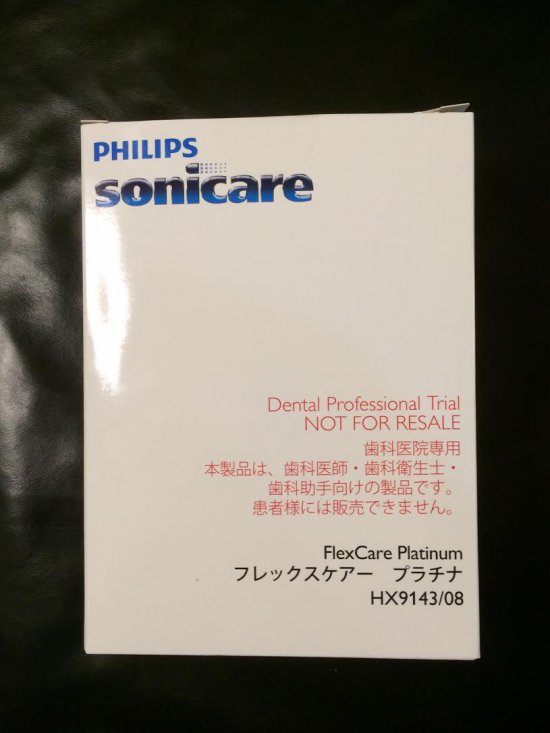 PHILIPS
sonicare
Dental Professional Trial
NOT FOR RESALE
歯科医院専用
本製品は、歯科医師・歯科衛生士・
歯科助手向けの製品です。
患者様には販売できません。
FlexCare Platinum
フレックスケアー　プラチナ
HX9143/08